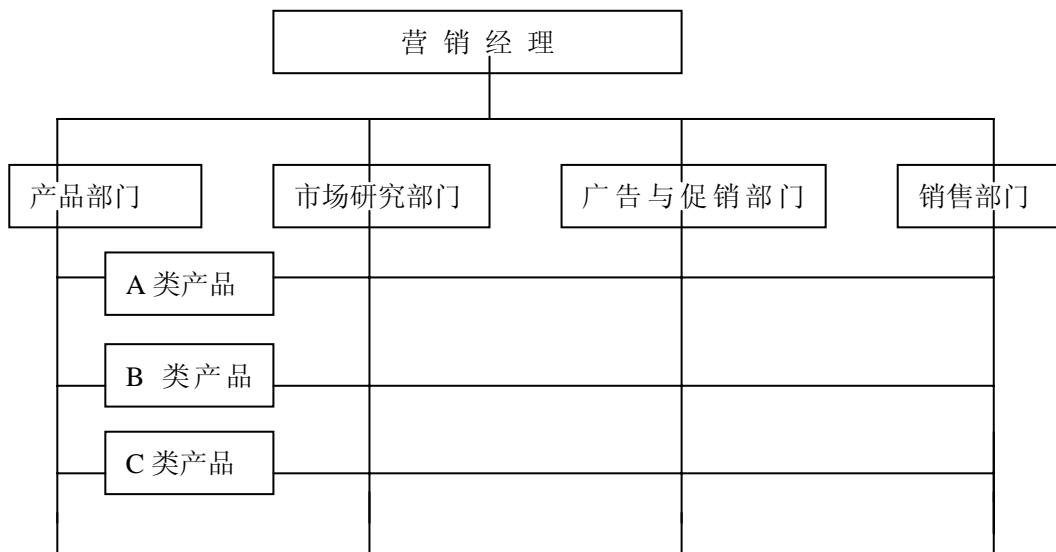 营销经理
产品部门
市场研究部门
广告与促销部门
销售部门
A 类产品
B 类产品
C 类产品